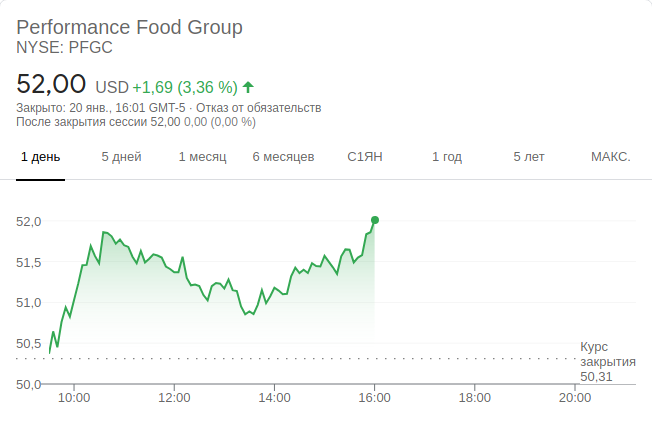 Performance Food Group
NYSE: PFGC
52,00 USD +1,69 (3,36 %)
Закрыто: 20 янв., 16:01 GMT-5 · Отказ от обязательств
После закрытия сессии 52,00 0,00 (0,00 %)
1 день 5 дней 1 месяц 6 месяцев С1ЯН 1 год 5 лет МАКС.
52,0
51,5
51,0
50,5
Курс
закрытия
50,31
50,0
10:00 12:00 14:00 16:00 18:00 20:00